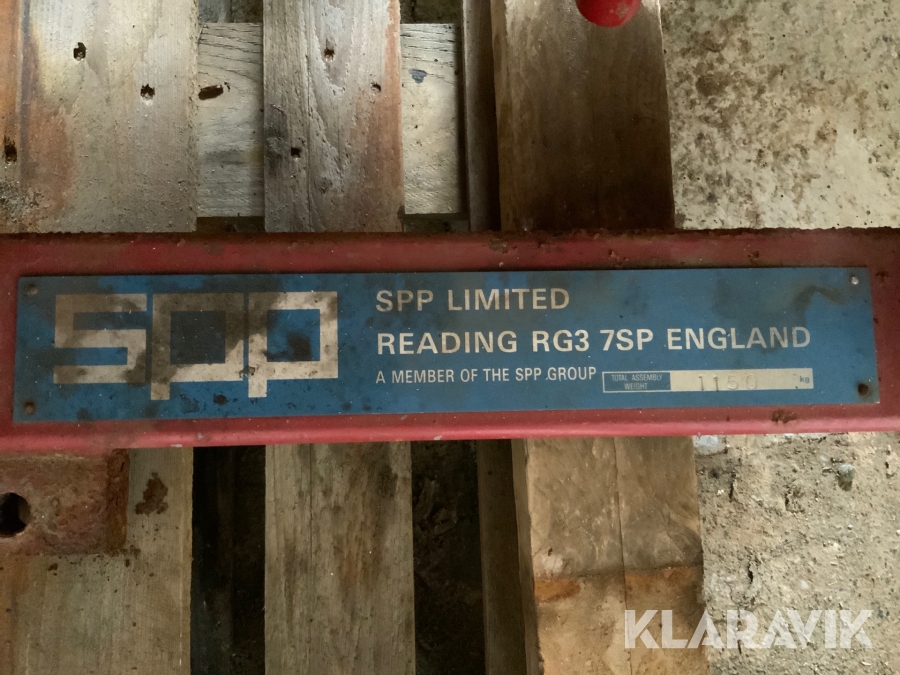 spp
SPP LIMITED
READING RG3 7SP ENGLAND
A MEMBER OF THE SPP GROUP
TOTAL ASSEMBLY
WEIGHT
1150 kg
KLARAVIK